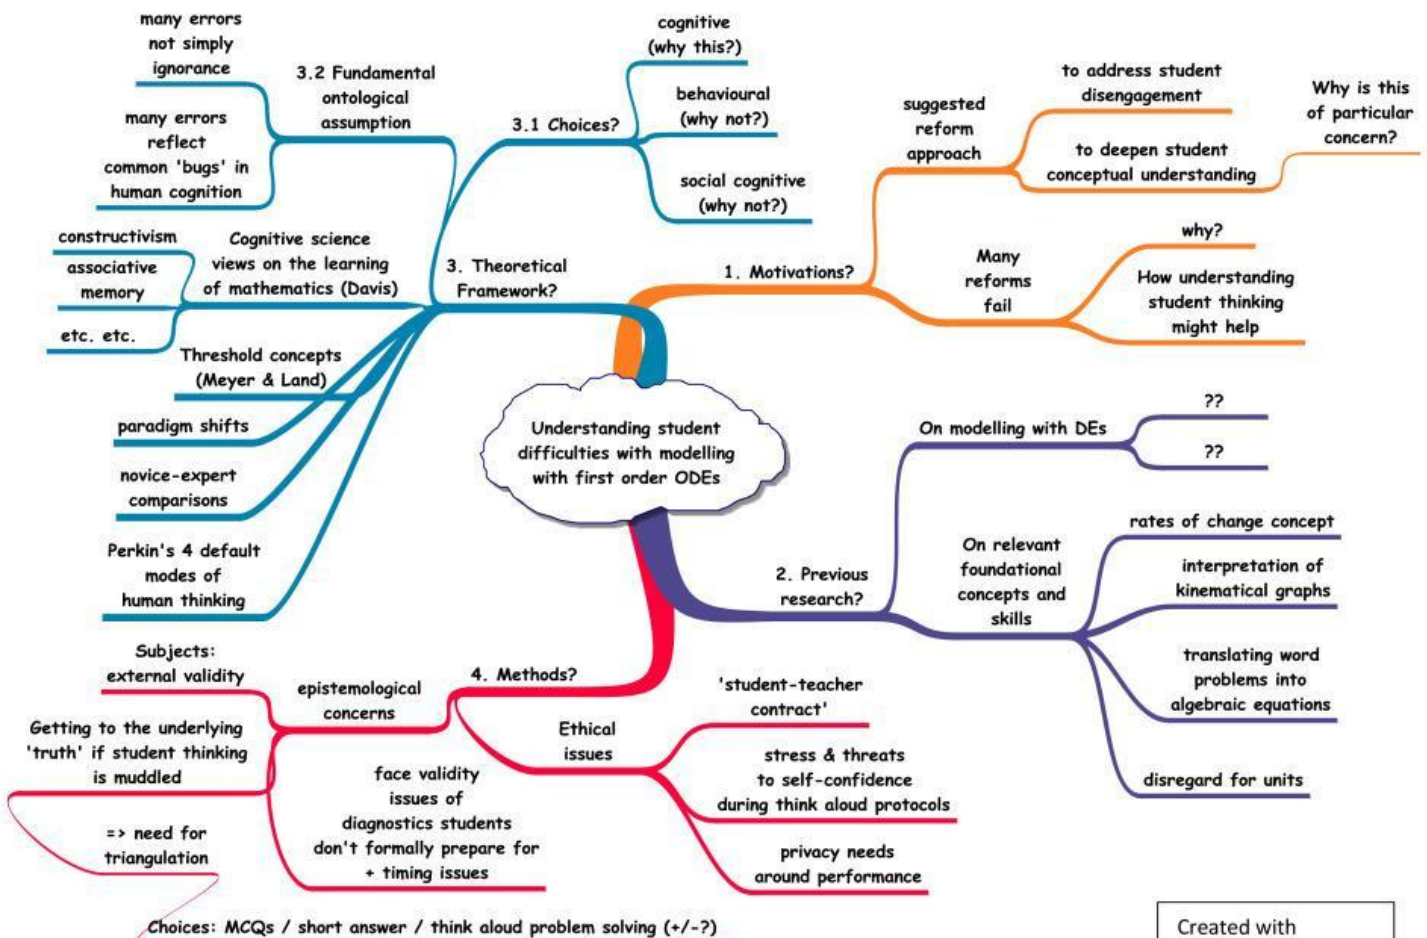 many errors
not simply
ignorance
3.2 Fundamental
ontological
assumption
many errors
reflect
common 'bugs' in
human cognition
cognitive
(why this?)
3.1 Choices?
behavioural
(why not?)
social cognitive
(why not?)
constructivism
associative
memory
etc. etc.
Cognitive science
views on the learning
of mathematics (Davis)
3. Theoretical
Framework?
Threshold concepts
(Meyer & Land)
paradigm shifts
novice-expert
comparisons
Perkin's 4 default
modes of
human thinking
1. Motivations?
suggested
reform
approach
to address student
disengagement
to deepen student
conceptual understanding
Why is this
of particular
concern?
Many
reforms
fail
why?
How understanding
student thinking
might help
Understanding student
difficulties with modelling
with first order ODEs
2. Previous
research?
On modelling with DEs
??
??
On relevant
foundational
concepts and
skills
rates of change concept
interpretation of
kinematical graphs
translating word
problems into
algebraic equations
disregard for units
4. Methods?
epistemological
concerns
Subjects:
external validity
Getting to the underlying
'truth' if student thinking
is muddled
=> need for
triangulation
Choices: MCQs / short answer / think aloud problem solving (+/-?)
face validity
issues of
diagnostics students
don't formally prepare for
+ timing issues
Ethical
issues
'student-teacher
contract'
stress & threats
to self-confidence
during think aloud protocols
privacy needs
around performance
Created with